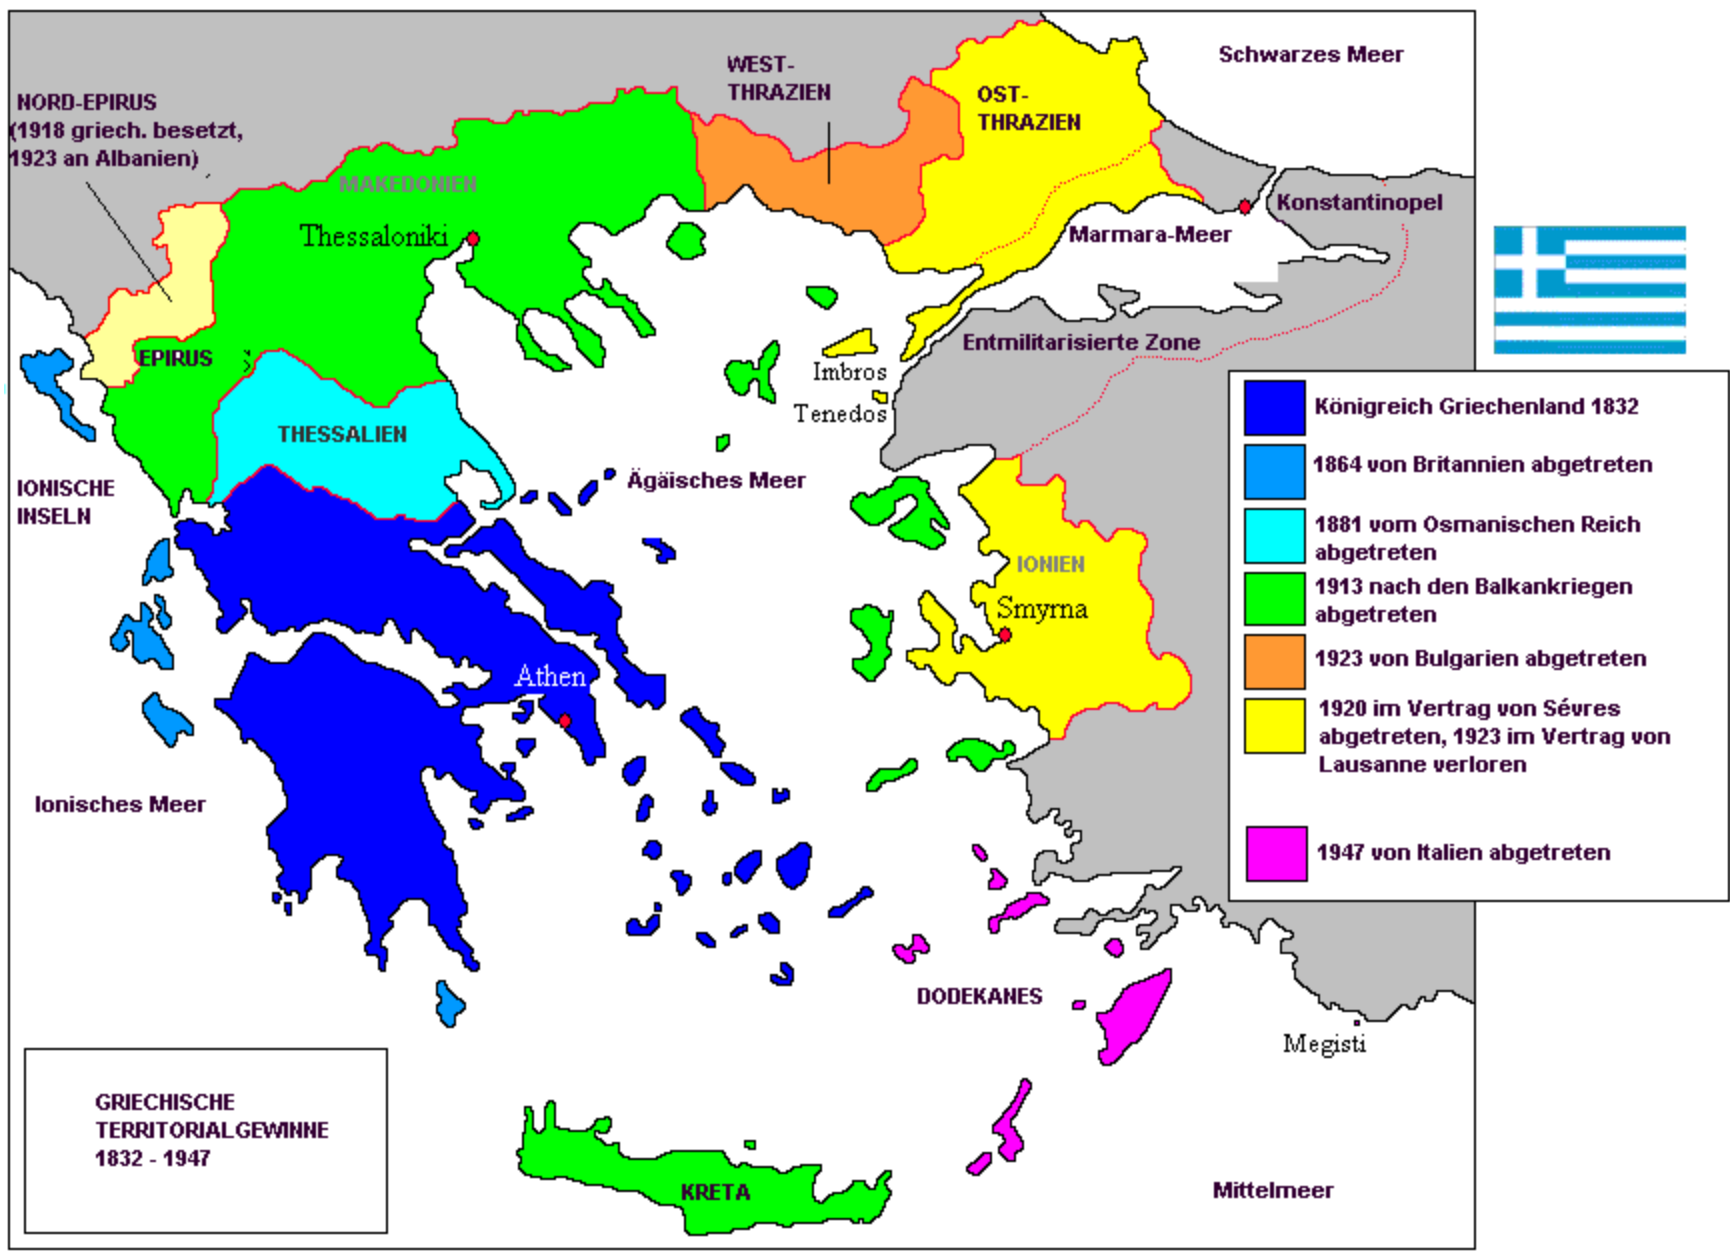 WEST-
THRAZIEN
Schwarzes Meer
NORD-EPIRUS
(1918 griech. besetzt,
1923 an Albanien)
OST-
THRAZIEN
MAKEDONIEN
Thessaloniki
Konstantinopel
Marmara-Meer
EPIRUS
Entmilitarisierte Zone
Imbros
Tenedos
THESSALIEN
IONISCHE
INSELN
Ägäisches Meer
IONIEN
Smyrna
Athen
Ionisches Meer
DODEKANES
Megisti
KRETA
Mittelmeer
Königreich Griechenland 1832
1864 von Britannien abgetreten
1881 vom Osmanischen Reich
abgetreten
1913 nach den Balkankriegen
abgetreten
1923 von Bulgarien abgetreten
1920 im Vertrag von Sévres
abgetreten, 1923 im Vertrag von
Lausanne verloren
1947 von Italien abgetreten
GRIECHISCHE
TERRITORIALGEWINNE
1832 - 1947